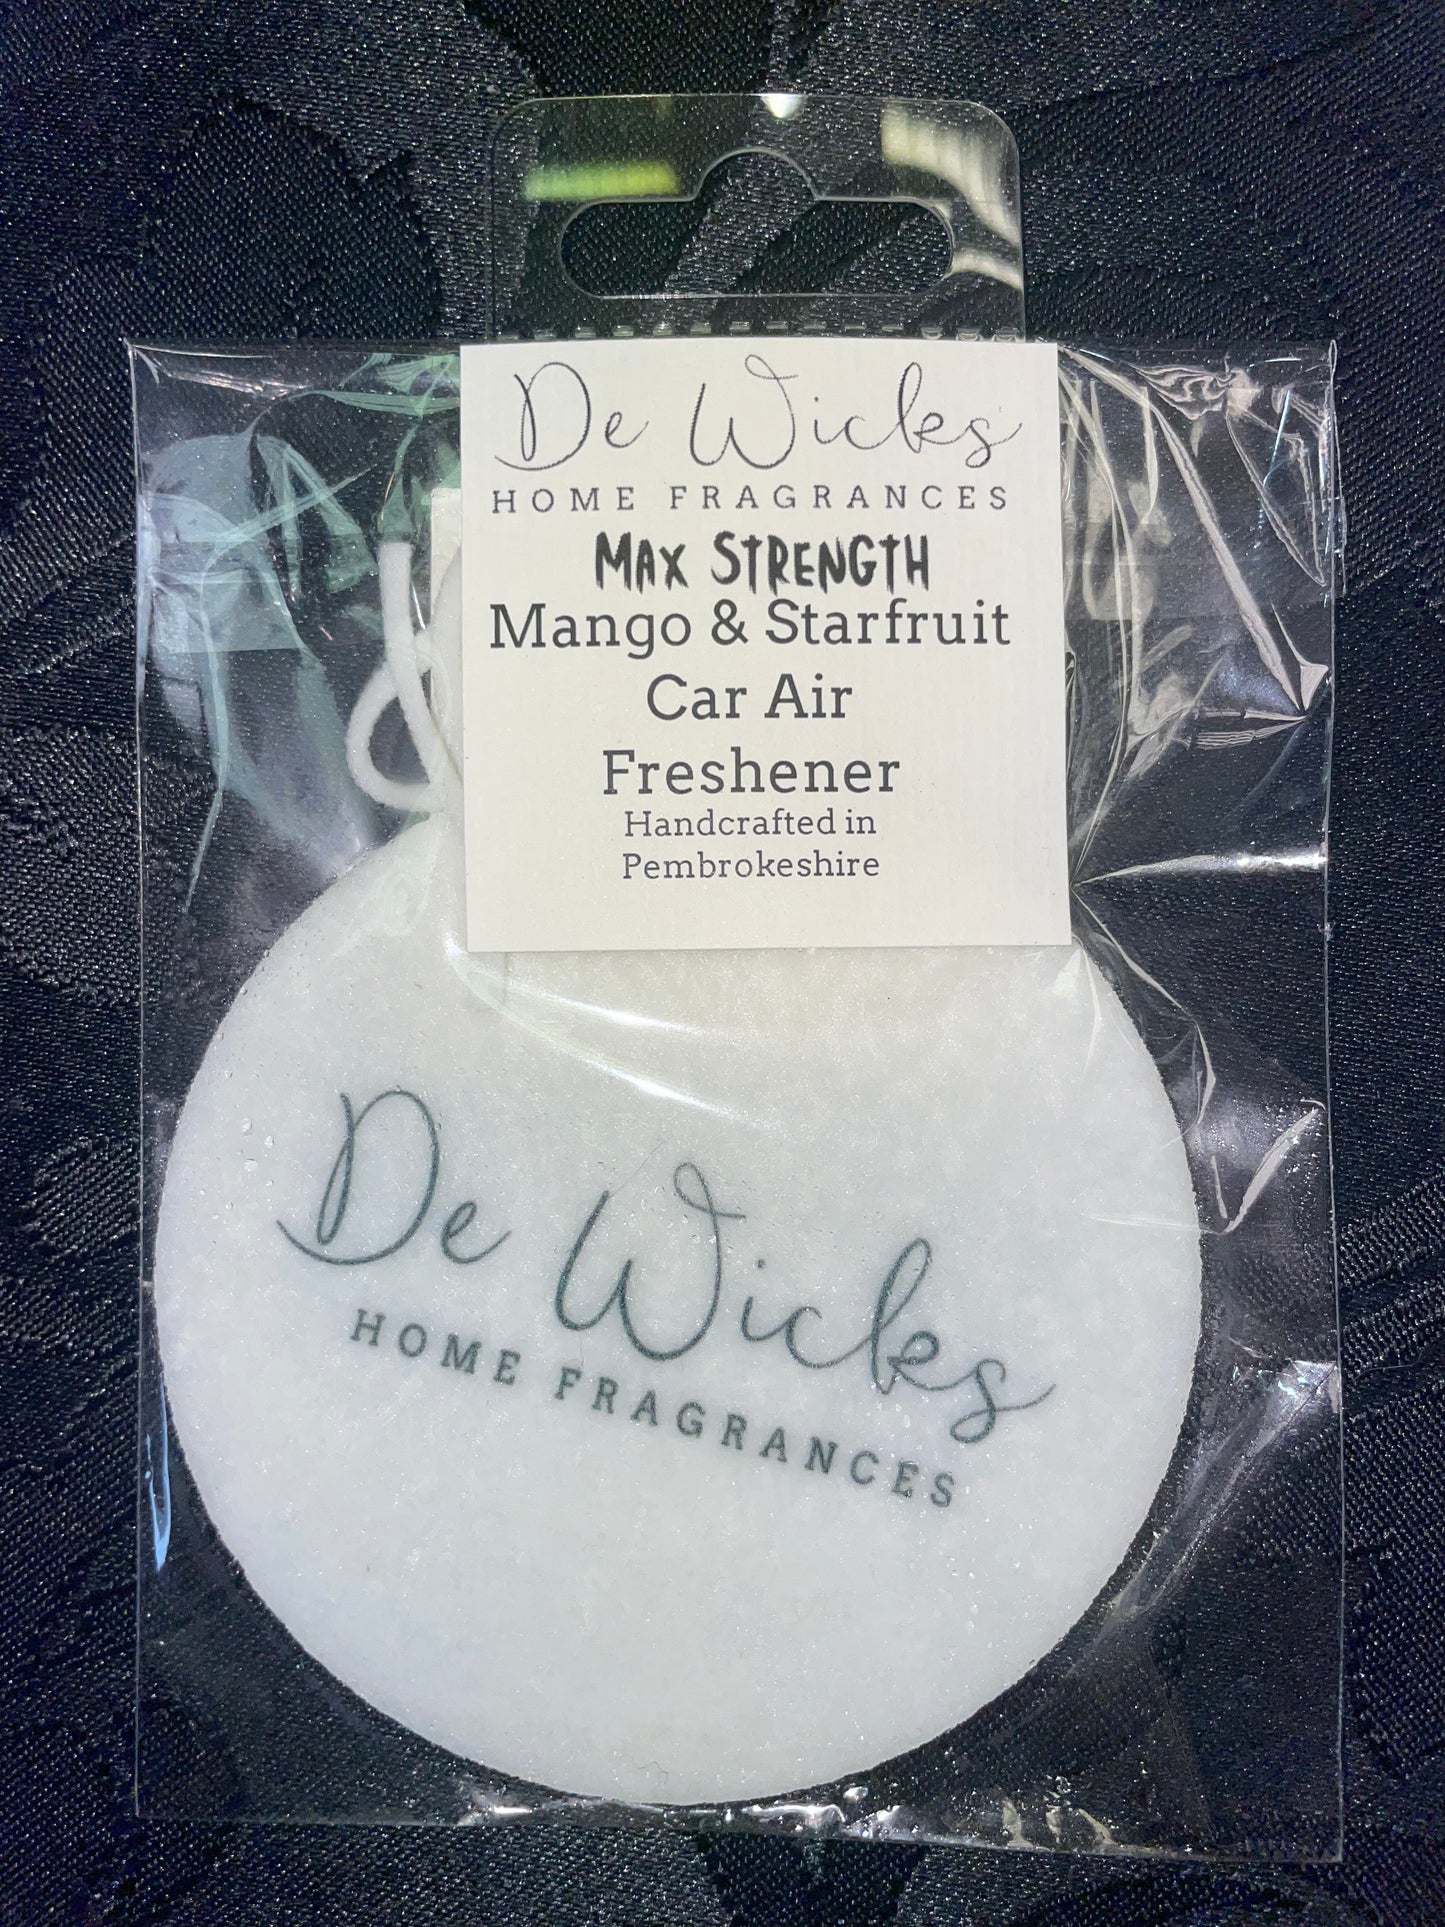 De Wicks
HOME FRAGRANCES
MAX STRENGTH
Mango & Starfruit
Car Air
Freshener
Handcrafted in
Pembrokeshire
De Wicks
HOME FRAGRANCES